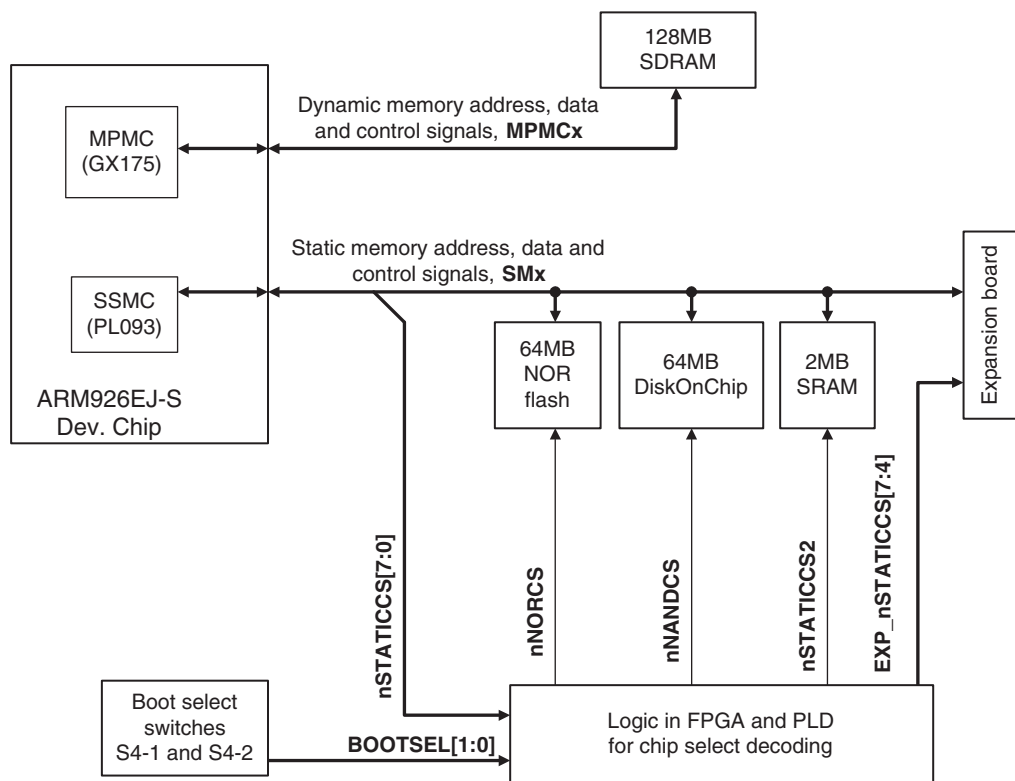 128MB
SDRAM
Dynamic memory address, data
and control signals, MPMCx
MPMC
(GX175)
Static memory address, data and
control signals, SMx
SSMC
(PL093)
ARM926EJ-S
Dev. Chip
64MB
NOR
flash
64MB
DiskOnChip
2MB
SRAM
Expansion board
nSTATICCS[7:0]
nNORCS
nNANDCS
nSTATICCS2
EXP_nSTATICCS[7:4]
Boot select
switches
S4-1 and S4-2
BOOTSEL[1:0]
Logic in FPGA and PLD
for chip select decoding